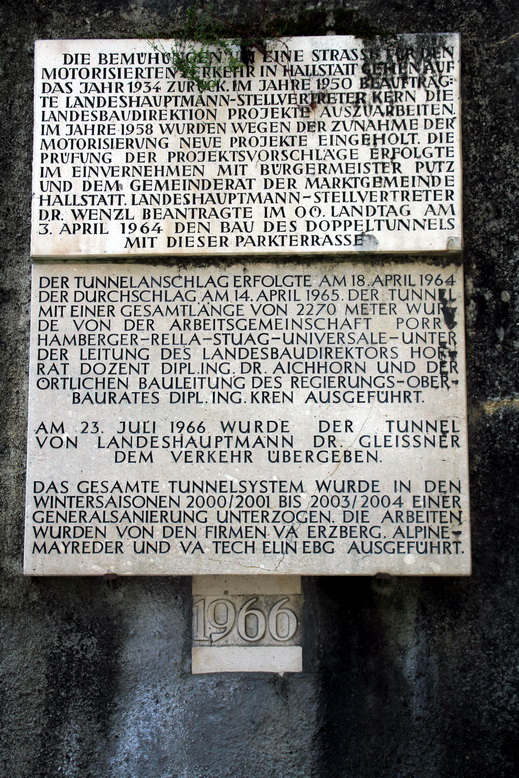 DIE BEMÜHUNGEN UM EINE STRASSE FÜR DEN
MOTORISIERTEN VERKEHR IN HALLSTATT GEHEN AUF
DAS JAHR 1934 ZURÜCK. IM JAHRE 1950 BEAUFTRAG-
TE LANDESHAUPTMANN-STELLVERTRETER KERN DIE
LANDESBAUDIREKTION PROJEKTE AUSZUARBEITEN.
IM JAHRE 1958 WURDEN WEGEN DER ZUNAHME DER
MOTORISIERUNG NEUE PROJEKTE EINGEHOLT. DIE
PRÜFUNG DER PROJEKTSVORSCHLÄGE ERFOLGTE
IM EINVERNEHMEN MIT BÜRGERMEISTER PUTZ
UND DEM GEMEINDERAT DER MARKTGEMEINDE
HALLSTATT. LANDESHAUPTMANN-STELLVERTRETER
DR. WENZL BEANTRAGTE IM OÖ. LANDTAG AM
3. APRIL 1964 DEN BAU DES DOPPELTUNNELS
MIT DIESER PARKTERRASSE.
DER TUNNELANSCHLAG ERFOLGTE AM 18. APRIL 1964
DER DURCHSCHLAG AM 14. APRIL 1965. DER TUNNEL
MIT EINER GESAMTLÄNGE VON 2270 METER WUR-
DE VON DER ARBEITSGEMEINSCHAFT PORR-
HAMBERGER-RELLA-STUAG-UNIVERSALE-UNTER
DER LEITUNG DES LANDESBAUDIREKTORS HOF-
RAT DOZENT DIPL.ING. DR. AICHHORN UND DER
ÖRTLICHEN BAULEITUNG DES REGIERUNGS-OBER-
BAURATES DIPL.ING. KREN AUSGEFÜHRT.
AM 23. JULI 1966 WURDE DER TUNNEL
VON LANDESHAUPTMANN DR. GLEISSNER
DEM VERKEHR ÜBERGEBEN.
DAS GESAMTE TUNNELSYSTEM WURDE IN DEN
WINTERSAISONEN 2000/2001 BIS 2003/2004 EINER
GENERALSANIERUNG UNTERZOGEN. DIE ARBEITEN
WURDEN VON DEN FIRMEN VA ERZBERG, ALPINE-
MAYREDER UND VA TECH ELIN EBG AUSGEFÜHRT.
1966